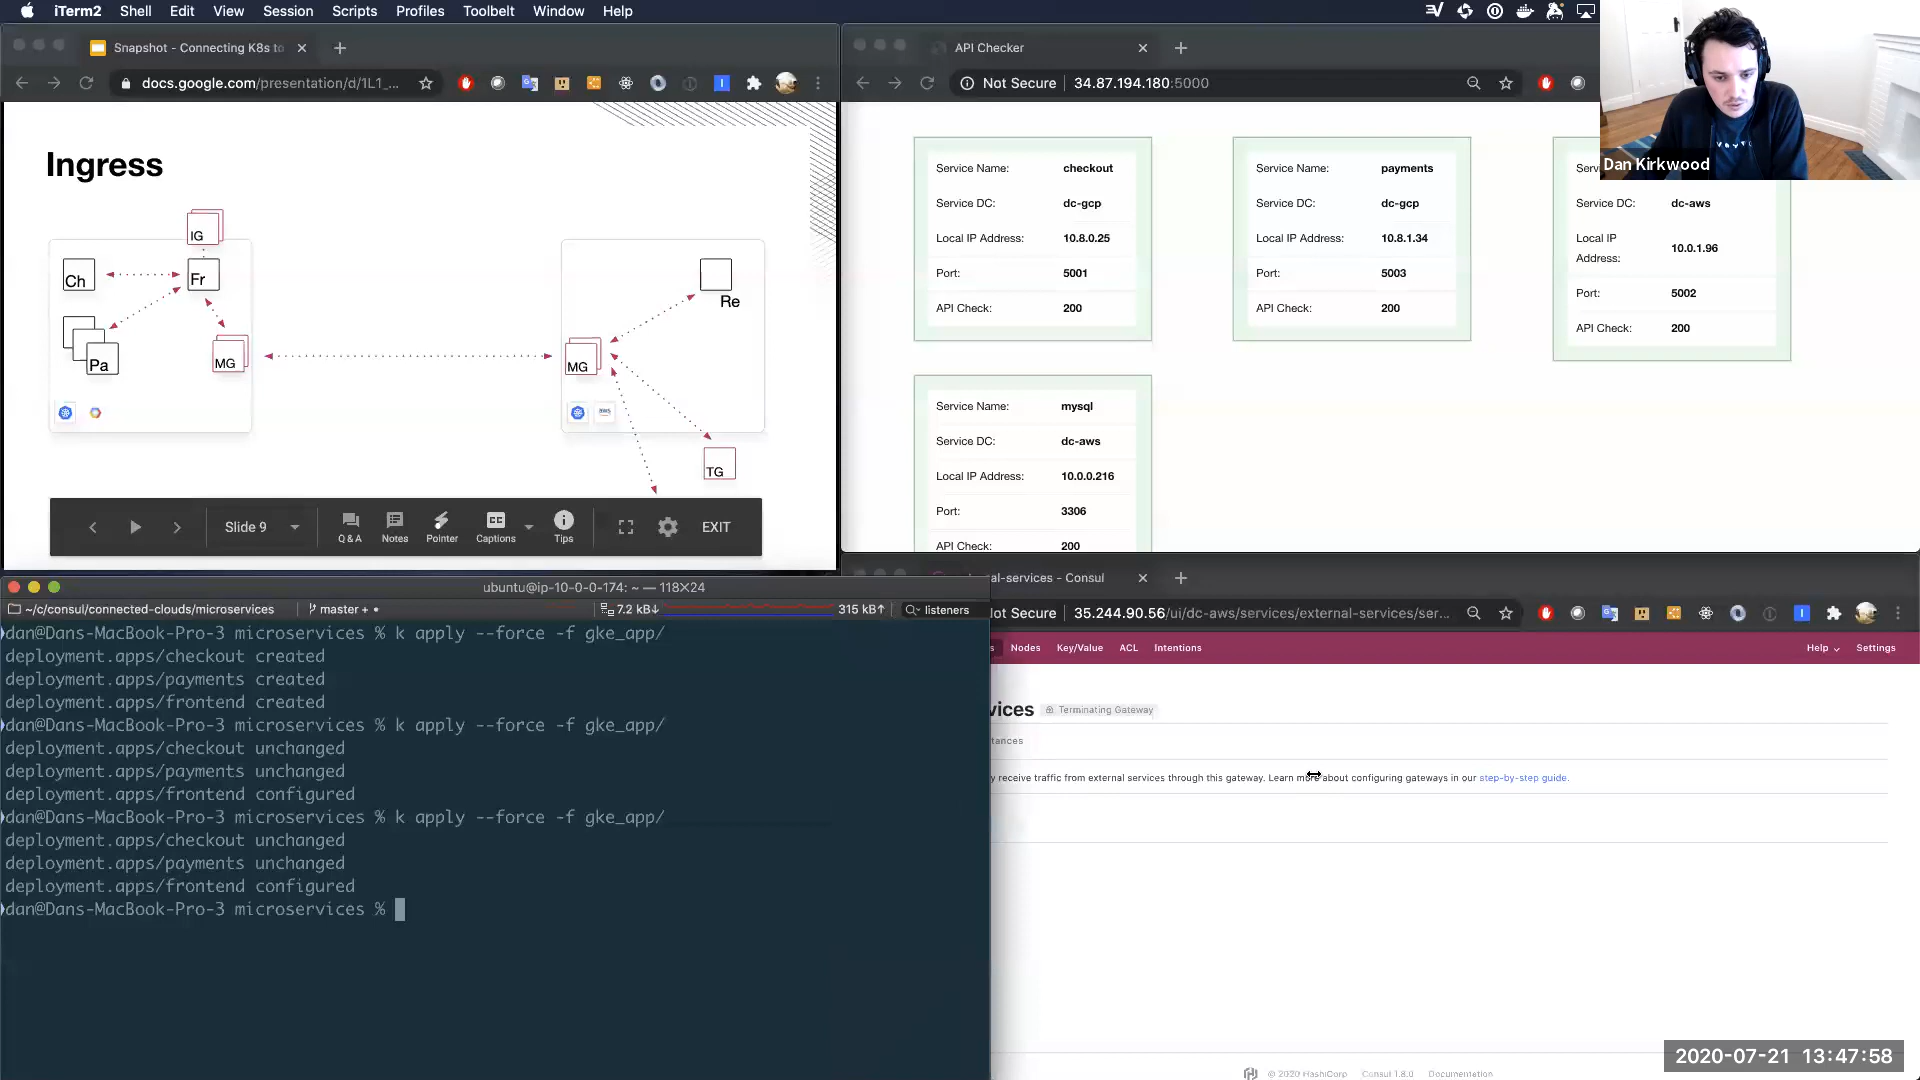 iTerm2 Shell Edit View Session Scripts Profiles Toolbelt Window Help
Snapshot - Connecting K8s to
docs.google.com/presentation/d/1L1_...
Ingress
IG
Ch
Fr
Pa
MG
MG
Re
TG
aws
Slide 9
Q & A
Notes
Pointer
Captions
Tips
EXIT
API Checker
Not Secure 34.87.194.180:5000
Service Name: checkout
Service DC: dc-gcp
Local IP Address: 10.8.0.25
Port: 5001
API Check: 200
Service Name: payments
Service DC: dc-gcp
Local IP Address: 10.8.1.34
Port: 5003
API Check: 200
Service DC: dc-aws
Local IP Address: 10.0.1.96
Port: 5002
API Check: 200
Service Name: mysql
Service DC: dc-aws
Local IP Address: 10.0.0.216
Port: 3306
API Check: 200
Dan Kirkwood
ubuntu@ip-10-0-0-174: ~ — 118×24
~/c/consul/connected-clouds/microservices master + • 7.2 kB↓ 315 kB↑ listeners
dan@Dans-MacBook-Pro-3 microservices % k apply --force -f gke_app/
deployment.apps/checkout created
deployment.apps/payments created
deployment.apps/frontend created
dan@Dans-MacBook-Pro-3 microservices % k apply --force -f gke_app/
deployment.apps/checkout unchanged
deployment.apps/payments unchanged
deployment.apps/frontend configured
dan@Dans-MacBook-Pro-3 microservices % k apply --force -f gke_app/
deployment.apps/checkout unchanged
deployment.apps/payments unchanged
deployment.apps/frontend configured
dan@Dans-MacBook-Pro-3 microservices %
al-services - Consul
Not Secure 35.244.90.56/ui/dc-aws/services/external-services/ser...
s Nodes Key/Value ACL Intentions Help Settings
vices Terminating Gateway
tances
y receive traffic from external services through this gateway. Learn more about configuring gateways in our step-by-step guide.
© 2020 HashiCorp Consul 1.8.0 Documentation
2020-07-21 13:47:58